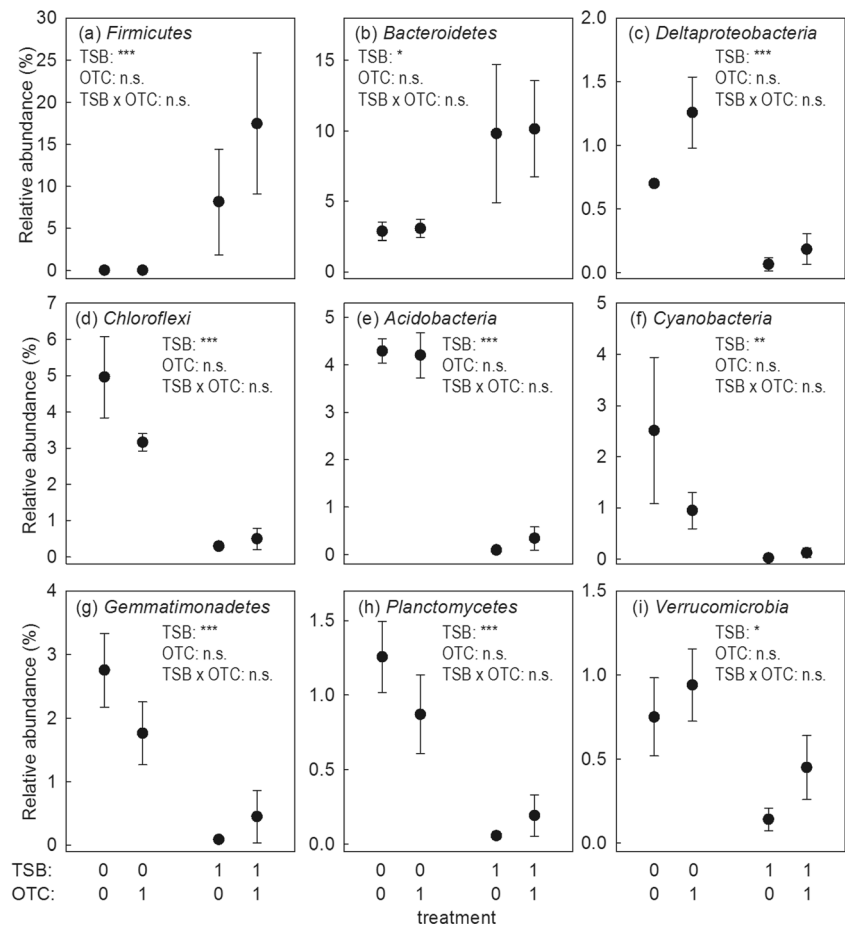 (a) Firmicutes
TSB: ***
OTC: n.s.
TSB x OTC: n.s.
Relative abundance (%)
30
25
20
15
10
5
0
(b) Bacteroidetes
TSB: *
OTC: n.s.
TSB x OTC: n.s.
15
10
5
0
(c) Deltaproteobacteria
TSB: ***
OTC: n.s.
TSB x OTC: n.s.
2.0
1.5
1.0
0.5
0.0
(d) Chloroflexi
TSB: ***
OTC: n.s.
TSB x OTC: n.s.
Relative abundance (%)
7
6
5
4
3
2
1
0
(e) Acidobacteria
TSB: ***
OTC: n.s.
TSB x OTC: n.s.
5
4
3
2
1
0
(f) Cyanobacteria
TSB: **
OTC: n.s.
TSB x OTC: n.s.
5
4
3
2
1
0
(g) Gemmatimonadetes
TSB: ***
OTC: n.s.
TSB x OTC: n.s.
Relative abundance (%)
4
3
2
1
0
(h) Planctomycetes
TSB: ***
OTC: n.s.
TSB x OTC: n.s.
1.5
1.0
0.5
0.0
(i) Verrucomicrobia
TSB: *
OTC: n.s.
TSB x OTC: n.s.
1.5
1.0
0.5
0.0
TSB: 0 0 1 1 0 0 1 1 0 0 1 1
OTC: 0 1 0 1 0 1 0 1 0 1 0 1
treatment